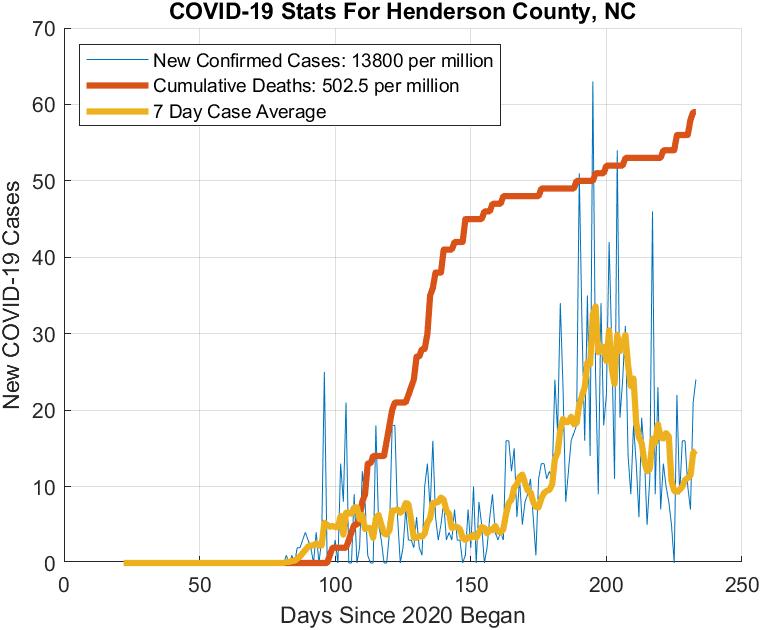 COVID-19 Stats For Henderson County, NC
70
60
50
40
30
20
10
0
New COVID-19 Cases
New Confirmed Cases: 13800 per million
Cumulative Deaths: 502.5 per million
7 Day Case Average
0 50 100 150 200 250
Days Since 2020 Began